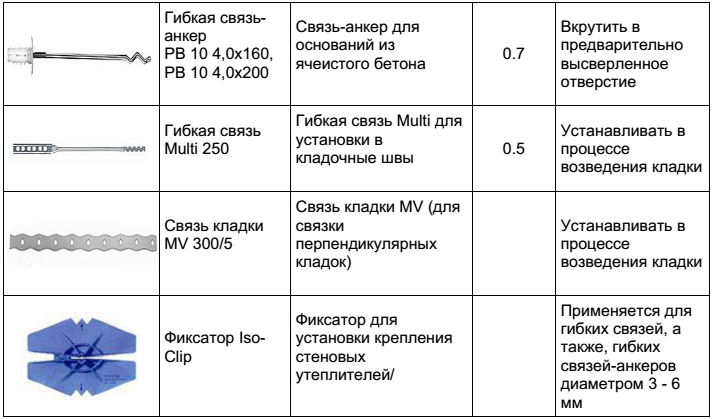 Гибкая связь-
анкер
PB 10 4,0x160,
PB 10 4,0x200
Связь-анкер для
оснований из
ячеистого бетона
0.7
Вкрутить в
предварительно
высверленное
отверстие
Гибкая связь
Multi 250
Гибкая связь Multi для
установки в
кладочные швы
0.5
Устанавливать в
процессе
возведения кладки
Связь кладки
MV 300/5
Связь кладки MV (для
связки
перпендикулярных
кладок)
Устанавливать в
процессе
возведения кладки
Фиксатор Iso-
Clip
Фиксатор для
установки крепления
стеновых
утеплителей/
Применяется для
гибких связей, а
также, гибких
связей-анкеров
диаметром 3 - 6
мм